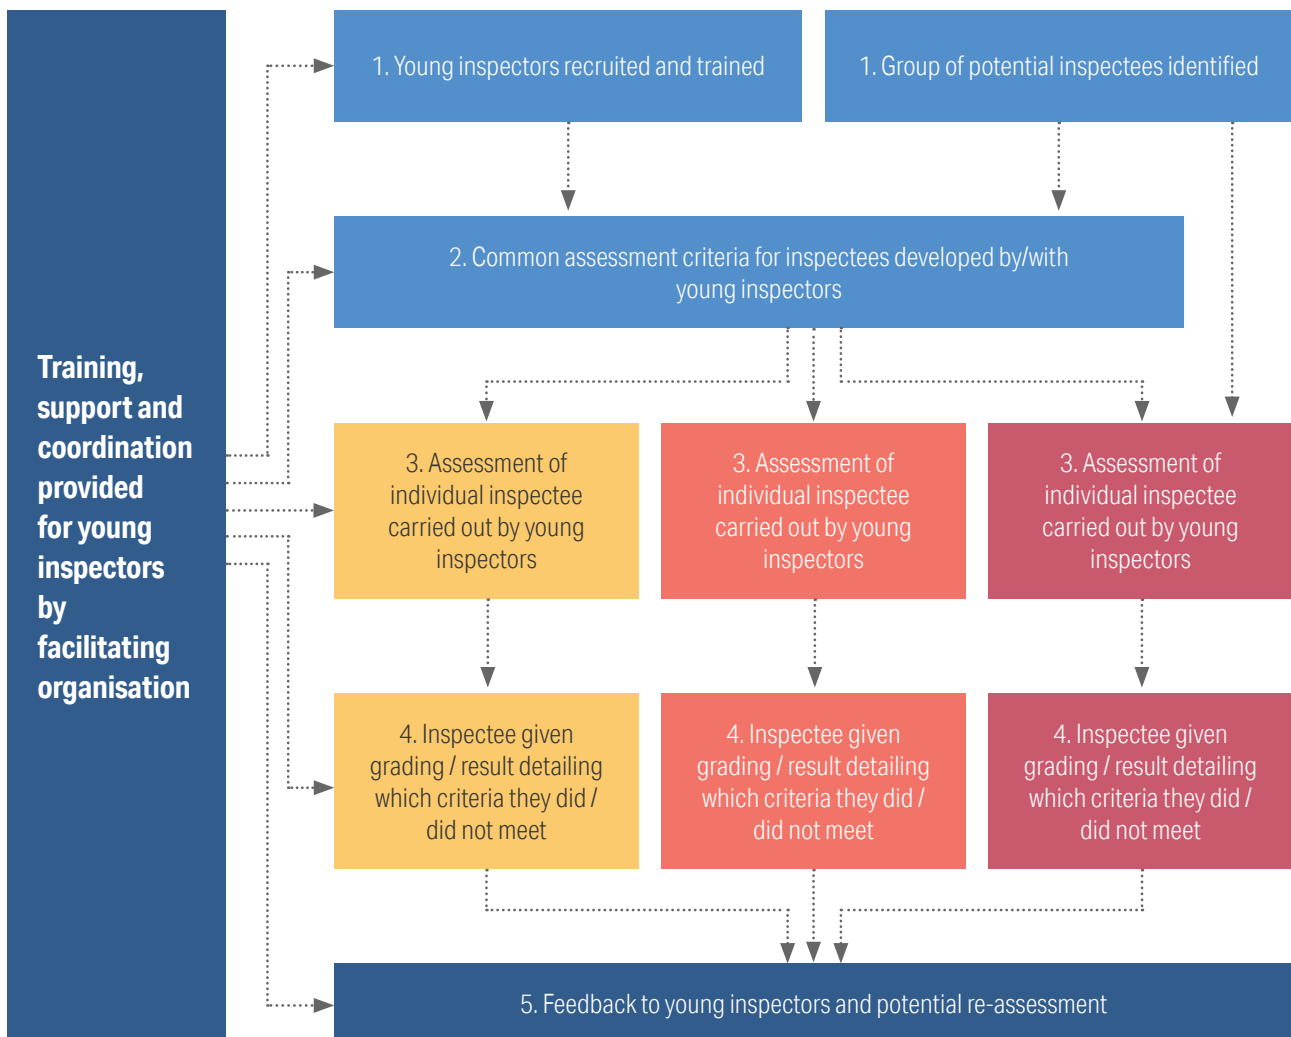 Training,
support and
coordination
provided
for young
inspectors
by
facilitating
organisation
1. Young inspectors recruited and trained
1. Group of potential inspectees identified
2. Common assessment criteria for inspectees developed by/with
young inspectors
3. Assessment of
individual inspectee
carried out by young
inspectors
3. Assessment of
individual inspectee
carried out by young
inspectors
3. Assessment of
individual inspectee
carried out by young
inspectors
4. Inspectee given
grading / result detailing
which criteria they did /
did not meet
4. Inspectee given
grading / result detailing
which criteria they did /
did not meet
4. Inspectee given
grading / result detailing
which criteria they did /
did not meet
5. Feedback to young inspectors and potential re-assessment